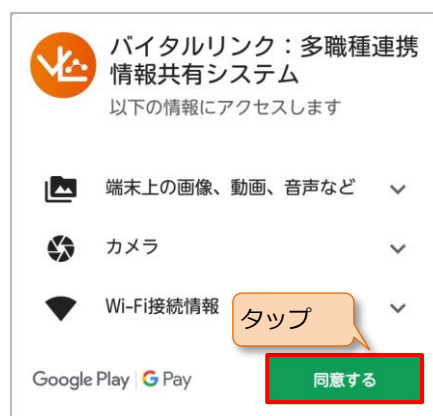 バイタルリンク：多職種連携
情報共有システム
以下の情報にアクセスします
端末上の画像、動画、音声など
カメラ
Wi-Fi接続情報
タップ
Google Play G Pay
同意する